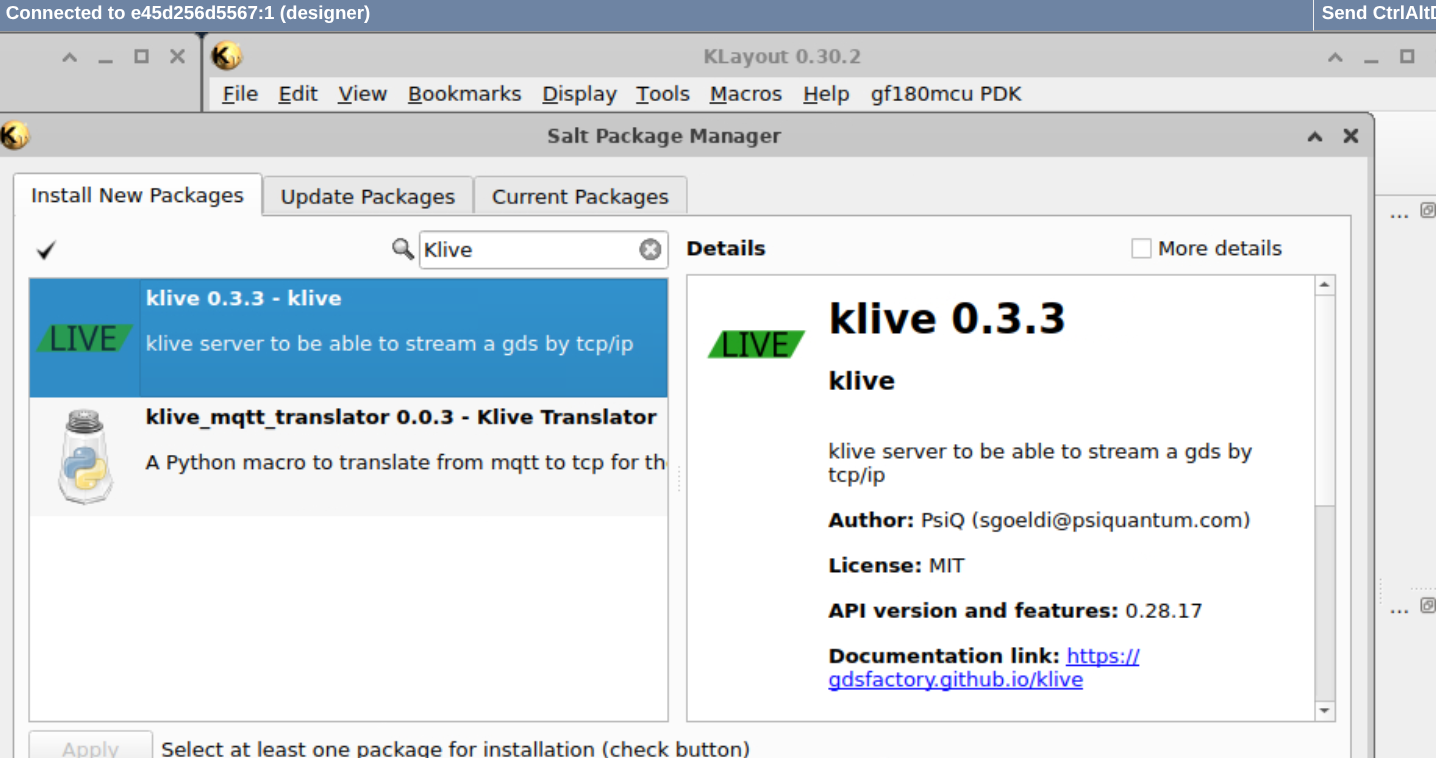 Connected to e45d256d5567:1 (designer)
Send CtrlAltD
KLayout 0.30.2
File Edit View Bookmarks Display Tools Macros Help gf180mcu PDK
Salt Package Manager
Install New Packages Update Packages Current Packages
Klive
Details
More details
klive 0.3.3 - klive
LIVE
klive server to be able to stream a gds by tcp/ip
klive_mqtt_translator 0.0.3 - Klive Translator
A Python macro to translate from mqtt to tcp for the
LIVE
klive 0.3.3
klive
klive server to be able to stream a gds by
tcp/ip
Author: PsiQ (sgoeldi@psiquantum.com)
License: MIT
API version and features: 0.28.17
Documentation link: https://
gdsfactory.github.io/klive
...
...
Apply
Select at least one package for installation (check button)